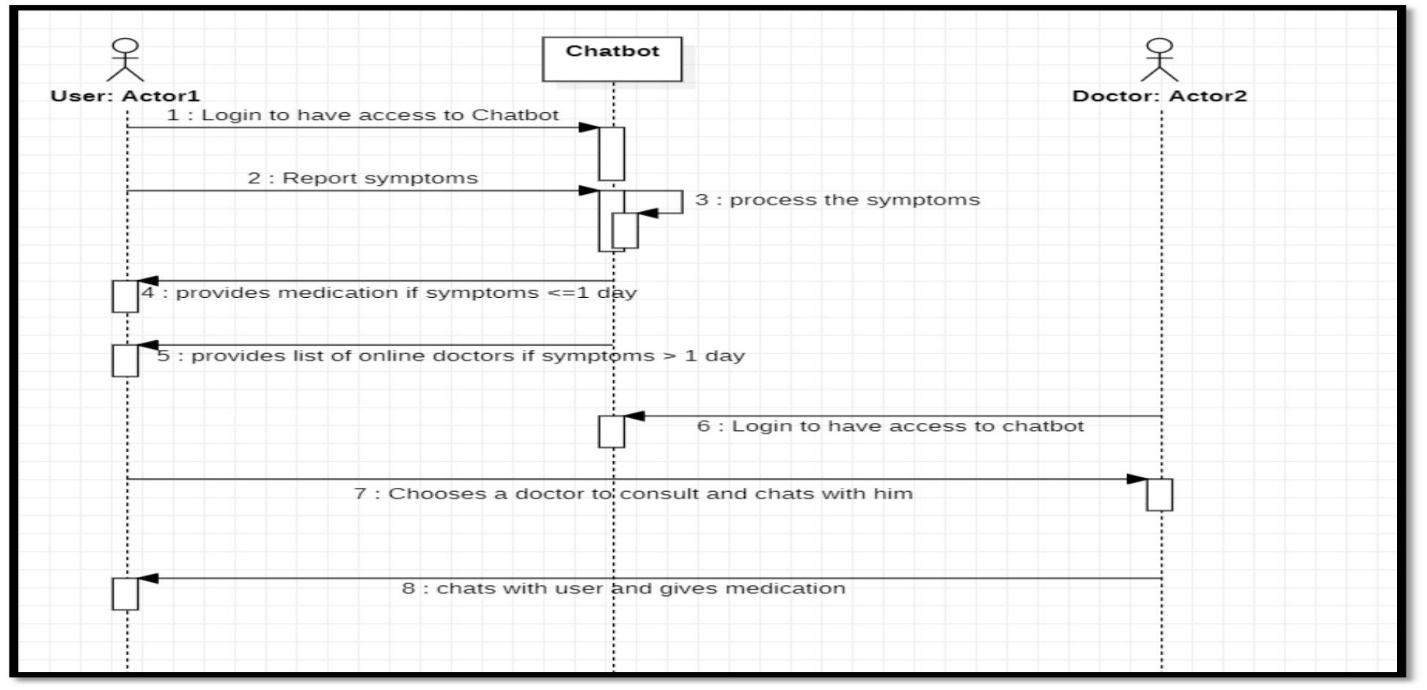 Chatbot
User: Actor1
Doctor: Actor2
1 : Login to have access to Chatbot
2 : Report symptoms
3 : process the symptoms
4 : provides medication if symptoms <=1 day
5 : provides list of online doctors if symptoms > 1 day
6 : Login to have access to chatbot
7 : Chooses a doctor to consult and chats with him
8 : chats with user and gives medication